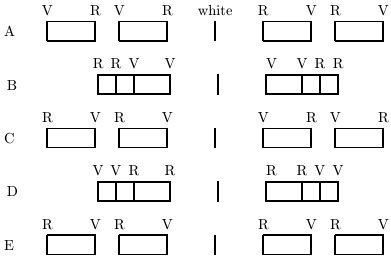 V R V R white R V R V
A
R R V V V V R R
B
R V R V V R V R
C
V V R R R R V V
D
R V R V R V R V
E